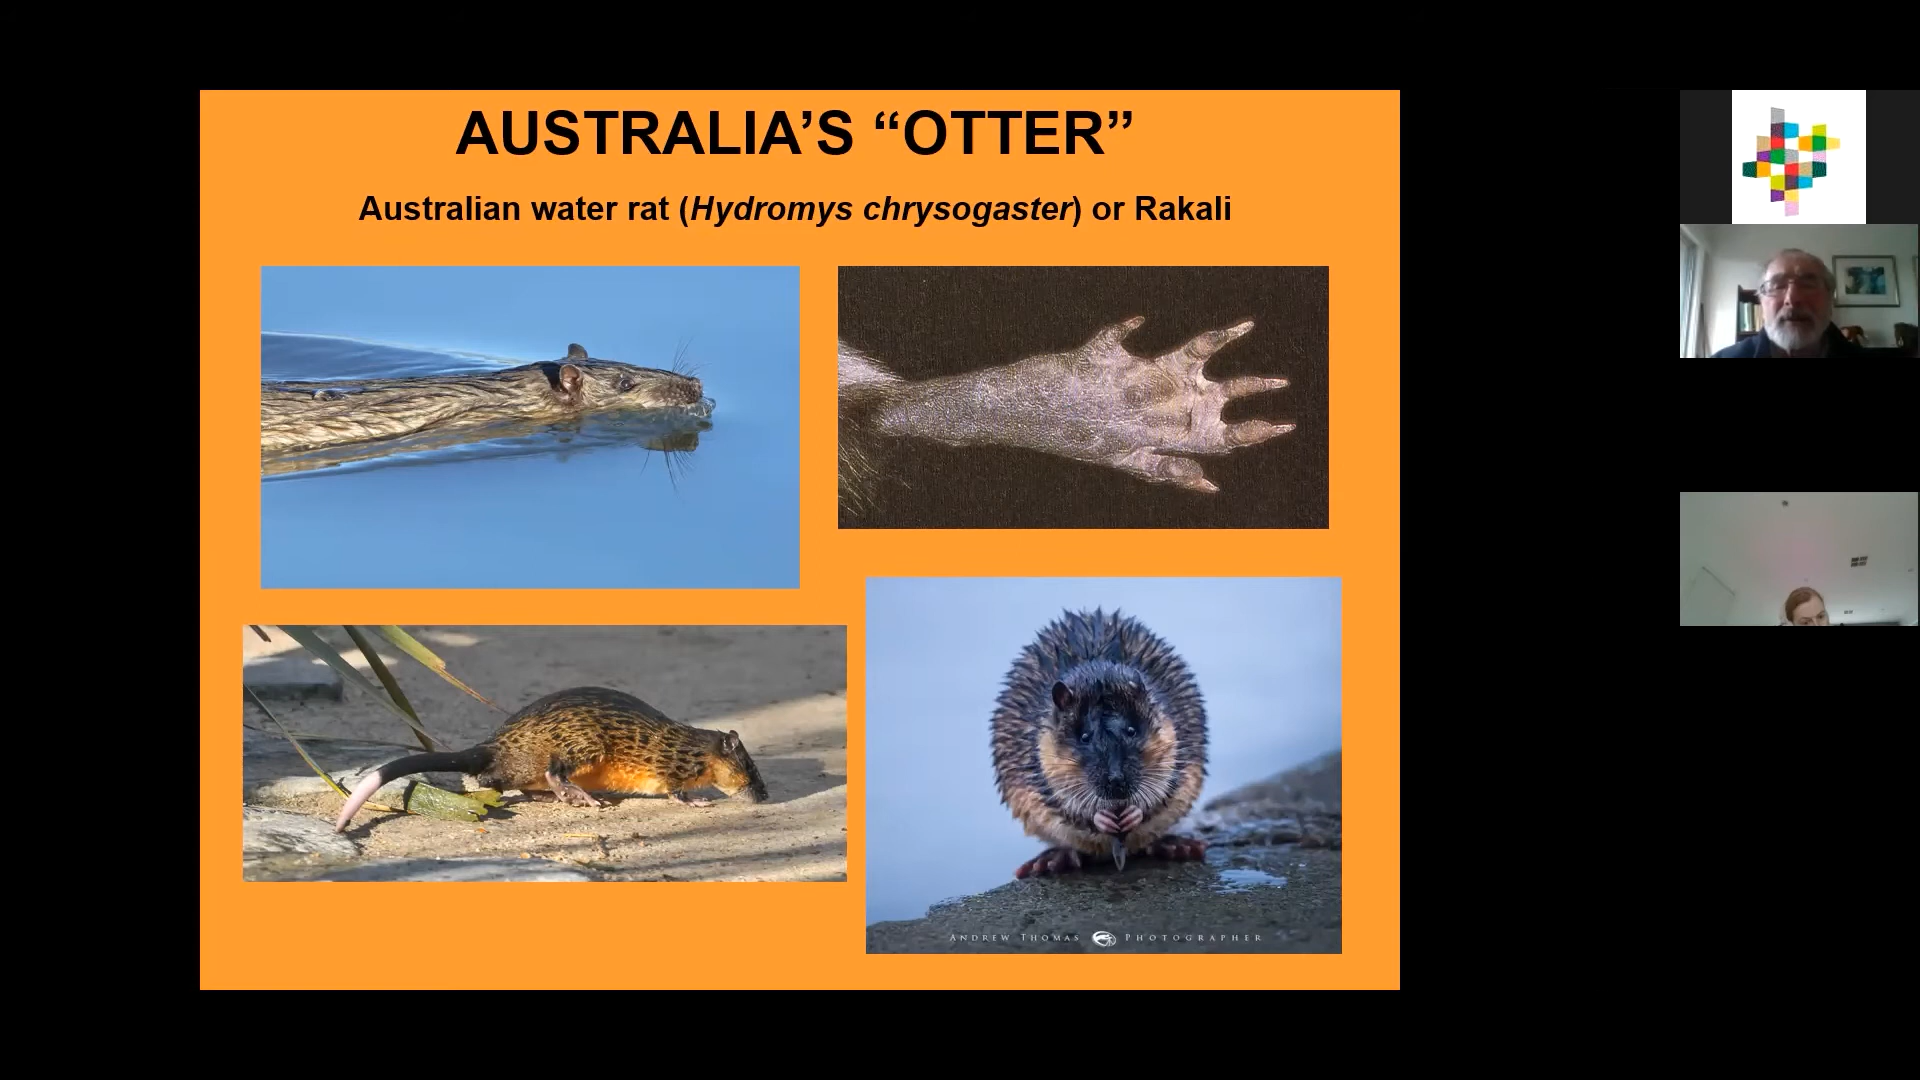 AUSTRALIA’S “OTTER”
Australian water rat (Hydromys chrysogaster) or Rakali
ANDREW THOMAS PHOTOGRAPHER